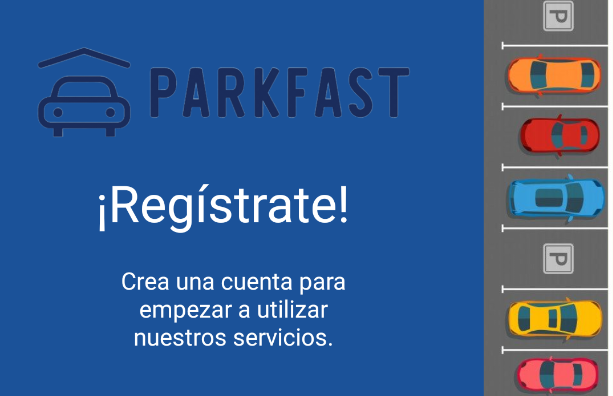 P
PARKFAST
¡Regístrate!
Crea una cuenta para
empezar a utilizar
nuestros servicios.
P